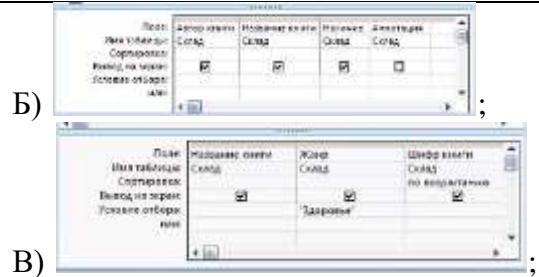 Поле: Автор книги Название книги Наличие Аннотация
Имя таблицы: Склад Склад Склад Склад
Сортировка:
Вывод на экран:
Условие отбора:
или:
Б) ;
Поле: Название книги Жанр Шифр книги
Имя таблицы: Склад Склад Склад
Сортировка: по возрастанию
Вывод на экран:
Условие отбора: "Здоровье"
или:
В) ;